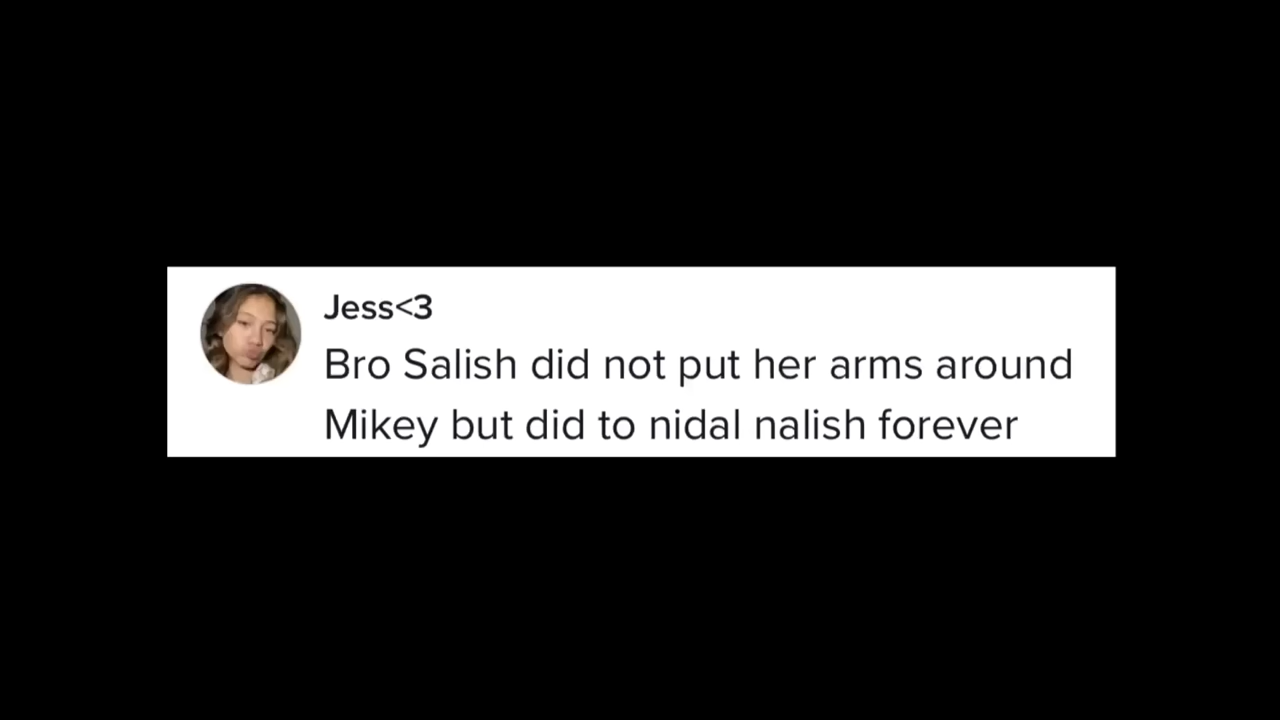 Jess<3
Bro Salish did not put her arms around
Mikey but did to nidal nalish forever